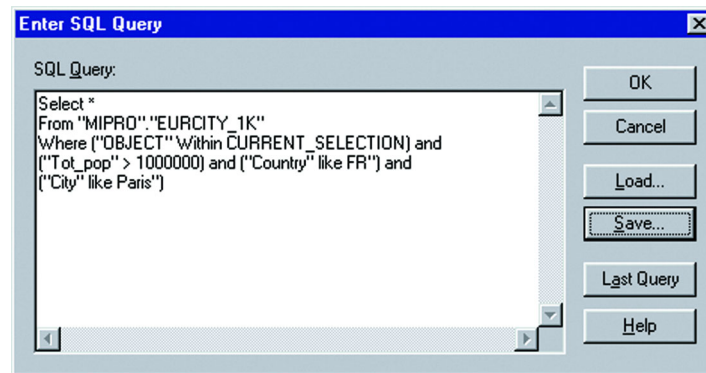 Enter SQL Query
SQL Query:
Select *
From "MIPRO"."EURCITY_1K"
Where ("OBJECT" Within CURRENT_SELECTION) and
("Tot_pop" > 1000000) and ("Country" like FR") and
("City" like Paris")
OK
Cancel
Load...
Save...
Last Query
Help